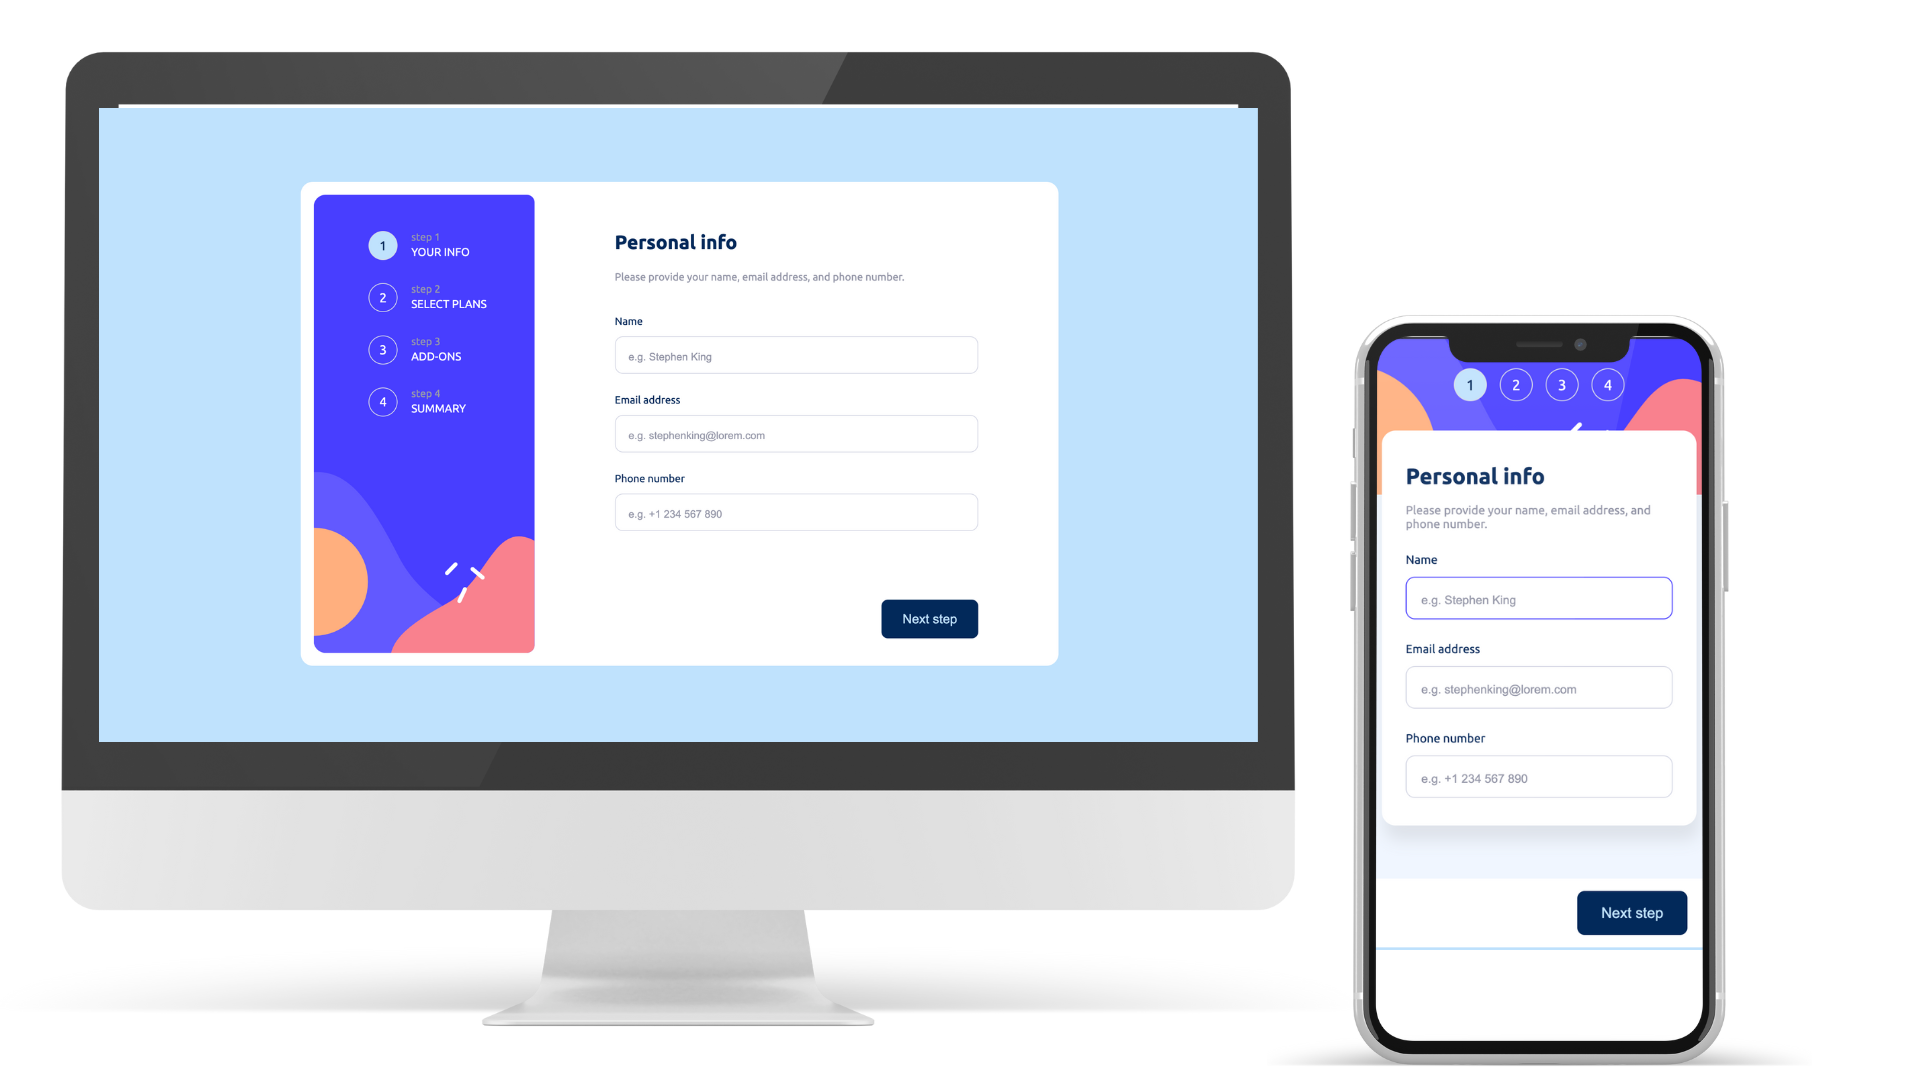 1
step 1
YOUR INFO
2
step 2
SELECT PLANS
3
step 3
ADD-ONS
4
step 4
SUMMARY
Personal info
Please provide your name, email address, and phone number.
Name
e.g. Stephen King
Email address
e.g. stephenking@lorem.com
Phone number
e.g. +1 234 567 890
Next step
1 2 3 4
Personal info
Please provide your name, email address, and
phone number.
Name
e.g. Stephen King
Email address
e.g. stephenking@lorem.com
Phone number
e.g. +1 234 567 890
Next step